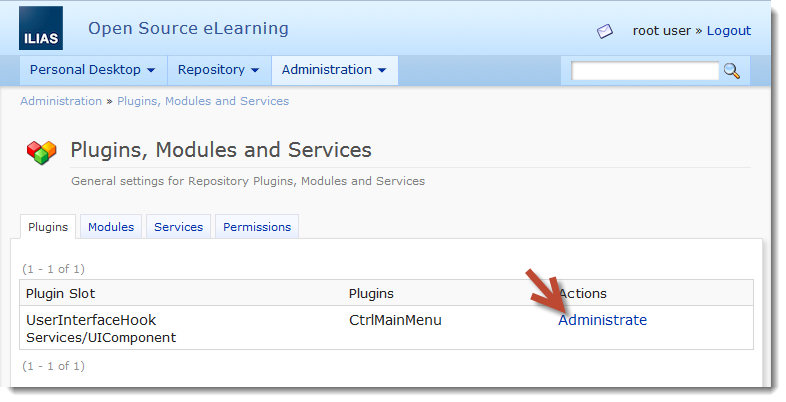 ILIAS
Open Source eLearning
root user » Logout
Personal Desktop
Repository
Administration
Administration » Plugins, Modules and Services
Plugins, Modules and Services
General settings for Repository Plugins, Modules and Services
Plugins
Modules
Services
Permissions
(1 - 1 of 1)
Plugin Slot
Plugins
Actions
UserInterfaceHook
CtrlMainMenu
Administrate
Services/UIComponent
(1 - 1 of 1)